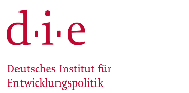 d·i·e
Deutsches Institut für
Entwicklungspolitik